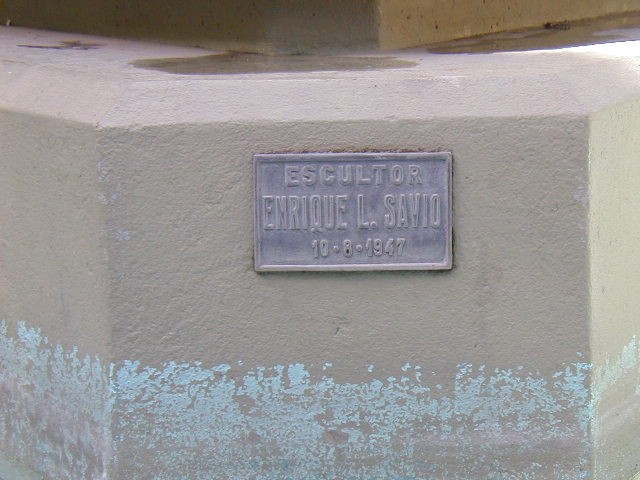 ESCULTOR
ENRIQUE L. SAVIO
10-8-1947